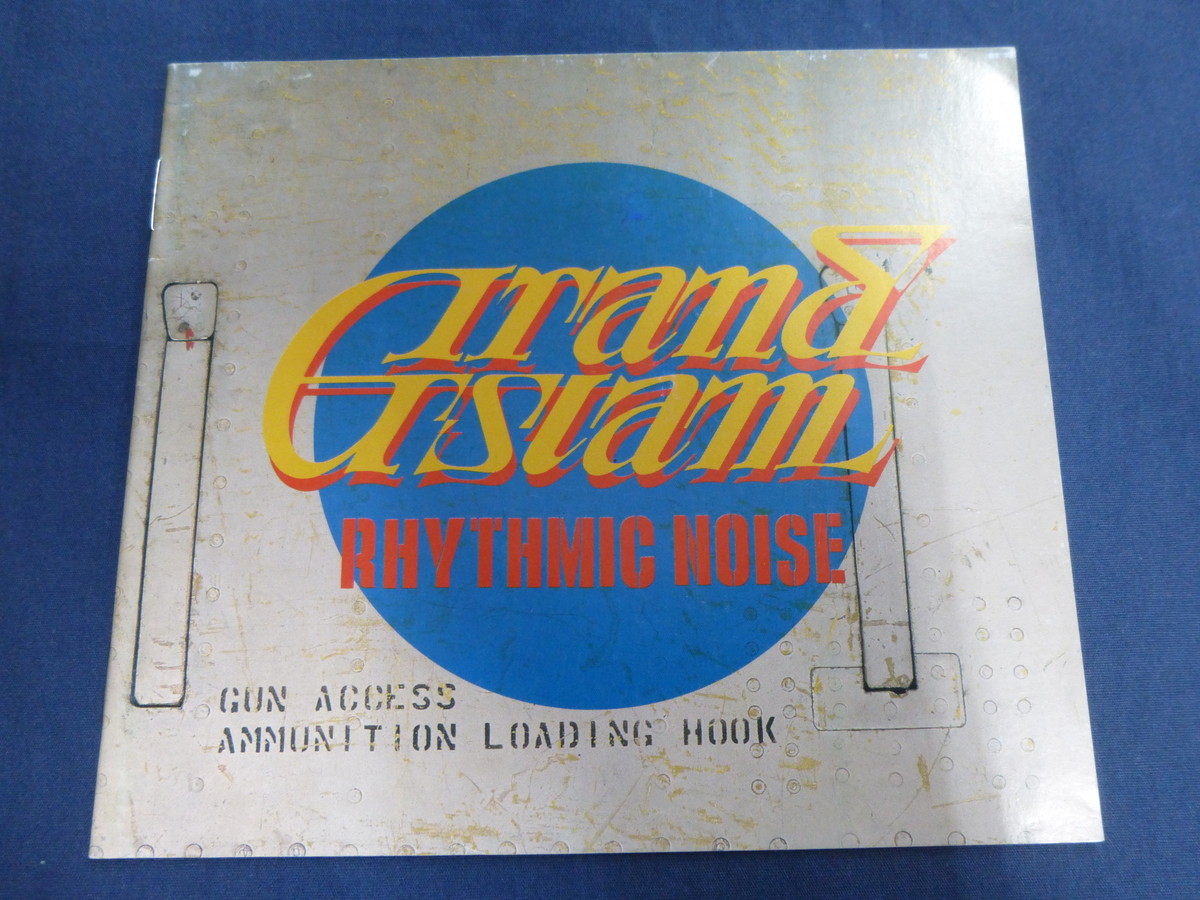 Grand
Slam
RHYTHMIC NOISE
GUN ACCESS
AMMUNITION LOADING HOOK